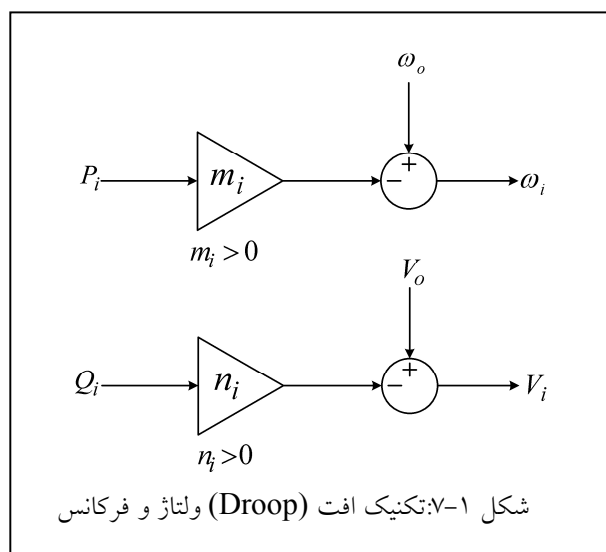 ω_o
P_i
m_i
+
−
ω_i
m_i > 0
V_o
Q_i
n_i
+
−
V_i
n_i > 0
شکل ۱-۷:تکنیک افت (Droop) ولتاژ و فرکانس